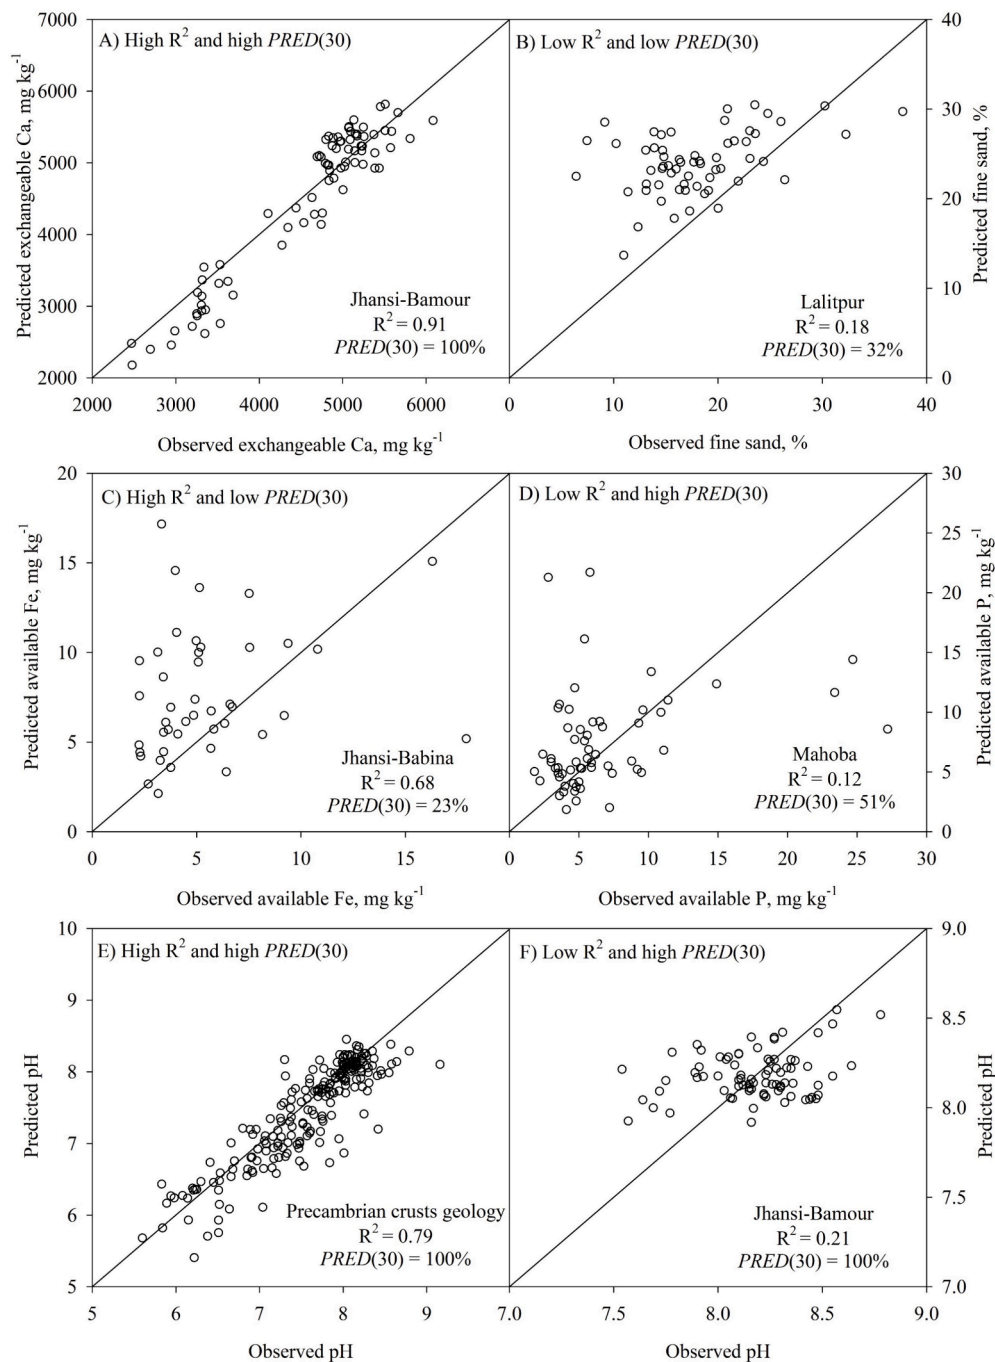 7000
6000
5000
4000
3000
2000
Predicted exchangeable Ca, mg kg-1
A) High R2 and high PRED(30)
Jhansi-Bamour
R2 = 0.91
PRED(30) = 100%
2000 3000 4000 5000 6000
Observed exchangeable Ca, mg kg-1
B) Low R2 and low PRED(30)
Lalitpur
R2 = 0.18
PRED(30) = 32%
40
30
20
10
0
Predicted fine sand, %
0 10 20 30 40
Observed fine sand, %
20
15
10
5
0
Predicted available Fe, mg kg-1
C) High R2 and low PRED(30)
Jhansi-Babina
R2 = 0.68
PRED(30) = 23%
0 5 10 15
Observed available Fe, mg kg-1
D) Low R2 and high PRED(30)
Mahoba
R2 = 0.12
PRED(30) = 51%
30
25
20
15
10
5
0
Predicted available P, mg kg-1
0 5 10 15 20 25 30
Observed available P, mg kg-1
10
9
8
7
6
5
Predicted pH
E) High R2 and high PRED(30)
Precambrian crusts geology
R2 = 0.79
PRED(30) = 100%
5 6 7 8 9
Observed pH
F) Low R2 and high PRED(30)
Jhansi-Bamour
R2 = 0.21
PRED(30) = 100%
9.0
8.5
8.0
7.5
7.0
Predicted pH
7.0 7.5 8.0 8.5 9.0
Observed pH